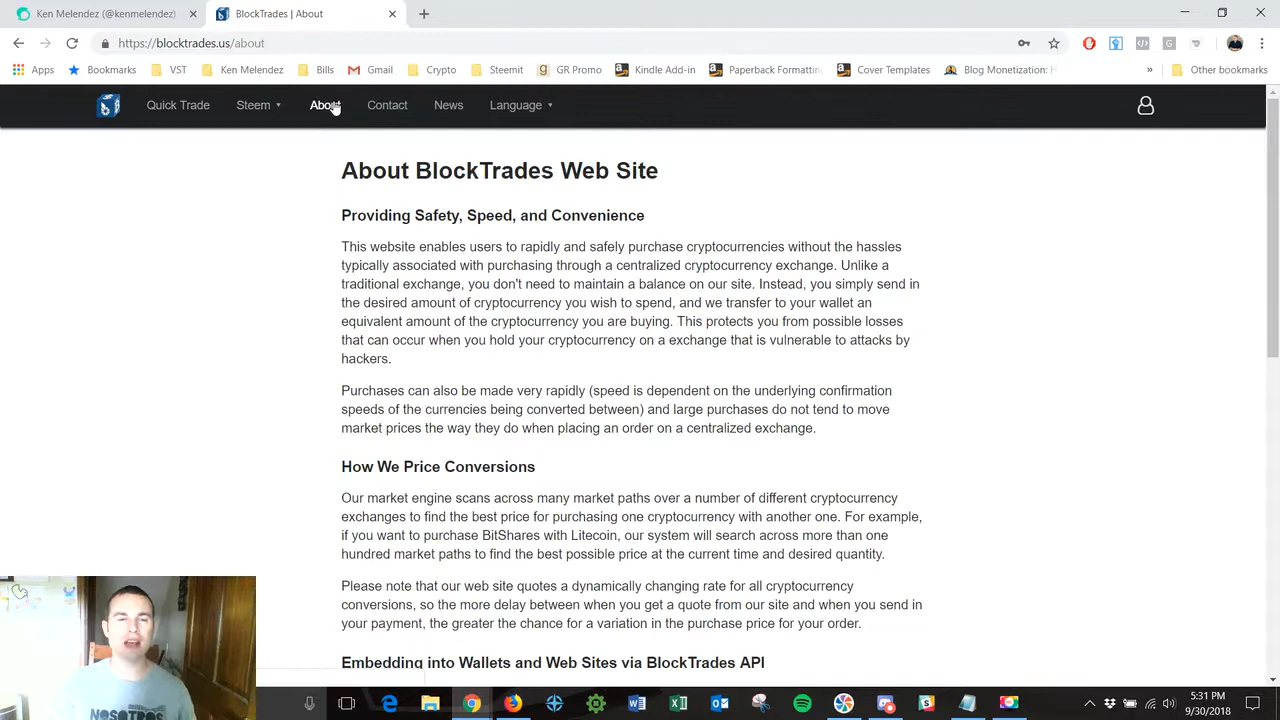 Ken Melendez (@kenmelendez)
BlockTrades | About
https://blocktrades.us/about
Apps Bookmarks VST Ken Melendez Bills Gmail Crypto Steemit GR Promo Kindle Add-in Paperback Formatting Cover Templates Blog Monetization: » Other bookmarks
Quick Trade Steem About Contact News Language
About BlockTrades Web Site
Providing Safety, Speed, and Convenience
This website enables users to rapidly and safely purchase cryptocurrencies without the hassles
typically associated with purchasing through a centralized cryptocurrency exchange. Unlike a
traditional exchange, you don't need to maintain a balance on our site. Instead, you simply send in
the desired amount of cryptocurrency you wish to spend, and we transfer to your wallet an
equivalent amount of the cryptocurrency you are buying. This protects you from possible losses
that can occur when you hold your cryptocurrency on a exchange that is vulnerable to attacks by
hackers.
Purchases can also be made very rapidly (speed is dependent on the underlying confirmation
speeds of the currencies being converted between) and large purchases do not tend to move
market prices the way they do when placing an order on a centralized exchange.
How We Price Conversions
Our market engine scans across many market paths over a number of different cryptocurrency
exchanges to find the best price for purchasing one cryptocurrency with another one. For example,
if you want to purchase BitShares with Litecoin, our system will search across more than one
hundred market paths to find the best possible price at the current time and desired quantity.
Please note that our web site quotes a dynamically changing rate for all cryptocurrency
conversions, so the more delay between when you get a quote from our site and when you send in
your payment, the greater the chance for a variation in the purchase price for your order.
Embedding into Wallets and Web Sites via BlockTrades API
NOSOTROS
5:31 PM
9/30/2018